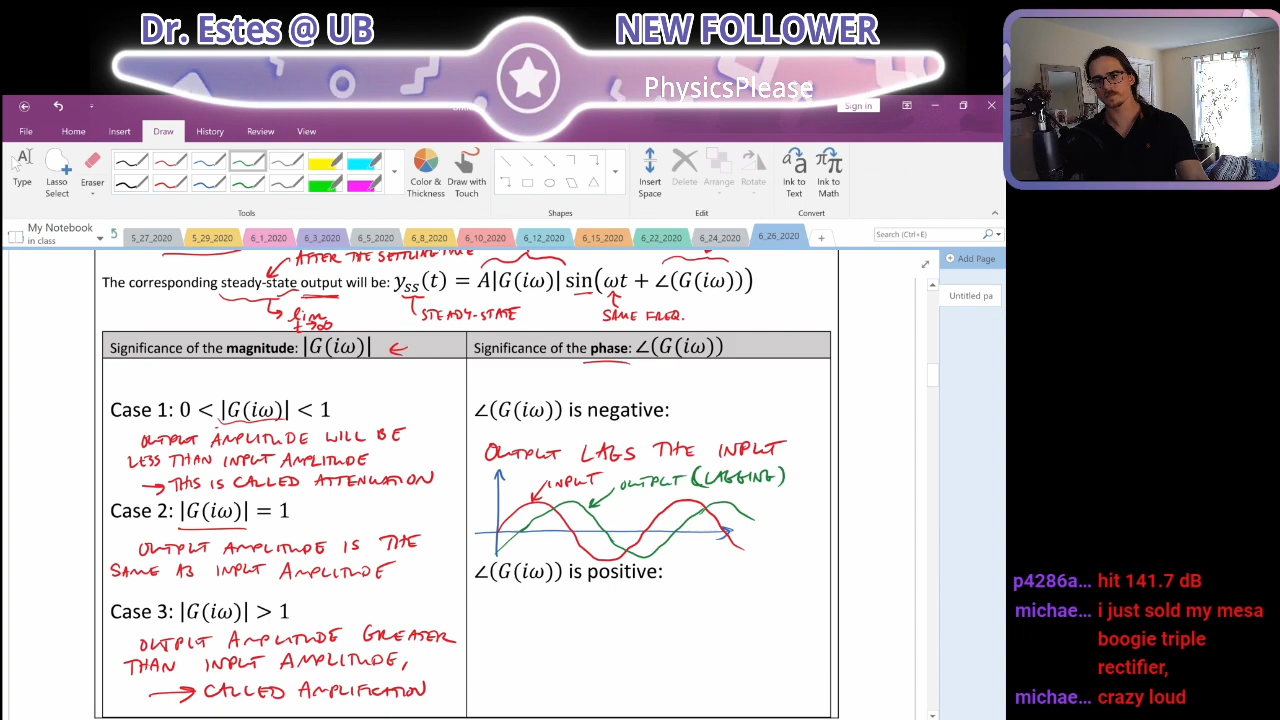 Dr. Estes @ UB
NEW FOLLOWER
PhysicsPlease
Sign in
File Home Insert Draw History Review View
Type
Lasso Select
Eraser
Color & Thickness
Draw with Touch
Insert Space
Delete
Arrange
Rotate
Ink to Text
Ink to Math
Tools
Shapes
Edit
Convert
My Notebook
in class
5
5_27_2020 5_29_2020 6_1_2020 6_3_2020 6_5_2020 6_8_2020 6_10_2020 6_12_2020 6_15_2020 6_22_2020 6_24_2020 6_26_2020
Search (Ctrl+E)
Add Page
Untitled pa
AFTER THE SETTLING TIME
The corresponding steady-state output will be: y_ss(t) = A|G(iω)| sin(ωt + ∠(G(iω)))
lim t→∞
STEADY-STATE
SAME FREQ.
Significance of the magnitude: |G(iω)| ←
Significance of the phase: ∠(G(iω))
Case 1: 0 < |G(iω)| < 1
OUTPUT AMPLITUDE WILL BE
LESS THAN INPUT AMPLITUDE
→ THIS IS CALLED ATTENUATION
Case 2: |G(iω)| = 1
OUTPUT AMPLITUDE IS THE
SAME AS INPUT AMPLITUDE
Case 3: |G(iω)| > 1
OUTPUT AMPLITUDE GREATER
THAN INPUT AMPLITUDE,
→ CALLED AMPLIFICATION
∠(G(iω)) is negative:
OUTPUT LAGS THE INPUT
INPUT
OUTPUT (LAGGING)
∠(G(iω)) is positive:
p4286a... hit 141.7 dB
michae... i just sold my mesa
boogie triple
rectifier,
michae... crazy loud